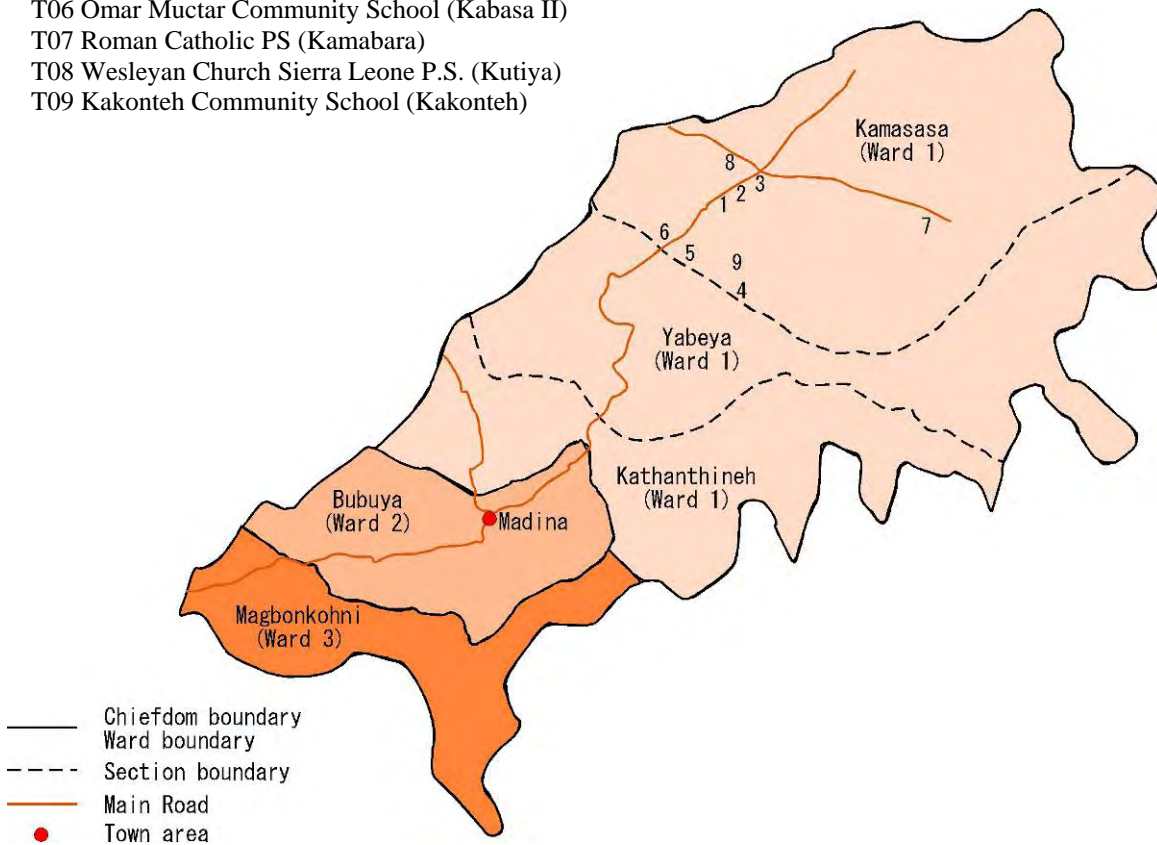 T06 Omar Muctar Community School (Kabasa II)
T07 Roman Catholic PS (Kamabara)
T08 Wesleyan Church Sierra Leone P.S. (Kutiya)
T09 Kakonteh Community School (Kakonteh)
Kamasasa
(Ward 1)
8
3
2
1
7
6
5
9
4
Yabeya
(Ward 1)
Kathanthineh
(Ward 1)
Bubuya
(Ward 2)
Madina
Magbonkohni
(Ward 3)
Chiefdom boundary
Ward boundary
Section boundary
Main Road
Town area